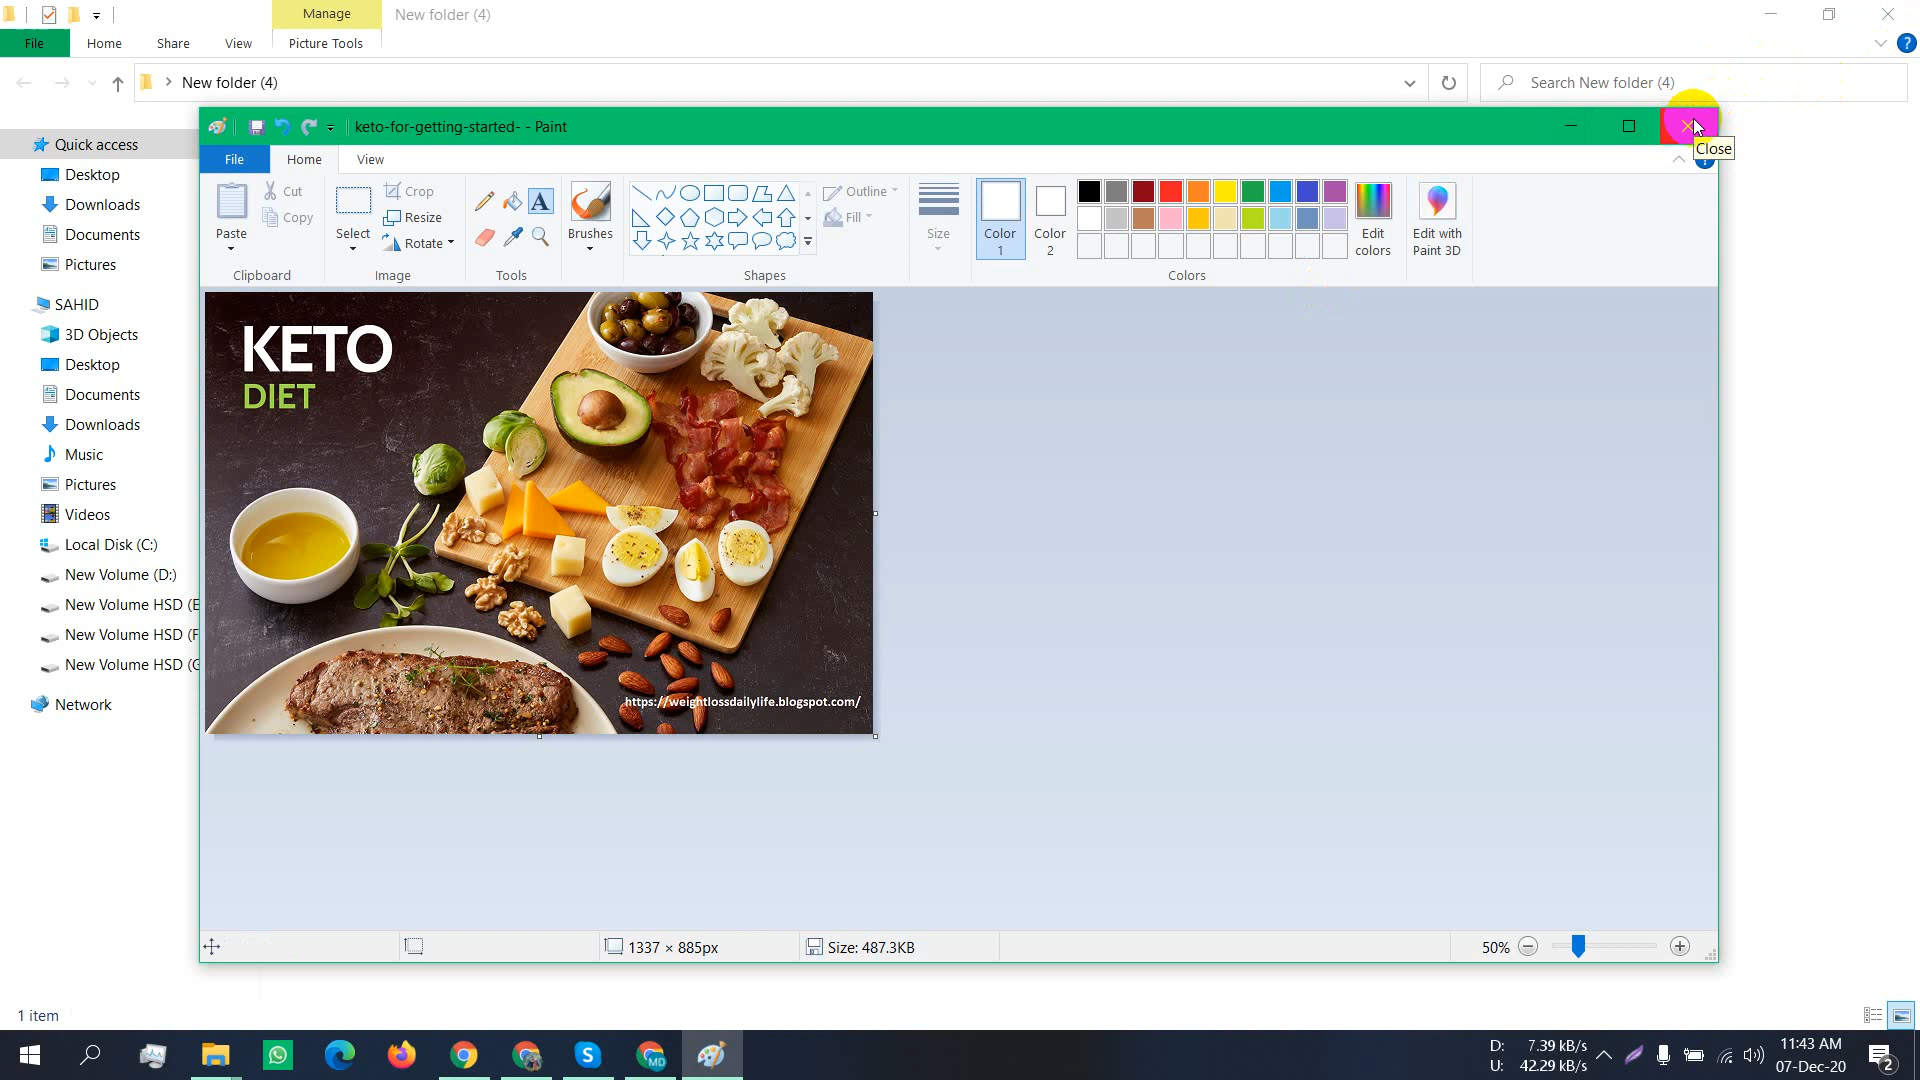 Manage
New folder (4)
File
Home
Share
View
Picture Tools
New folder (4)
Search New folder (4)
keto-for-getting-started- - Paint
Close
File
Home
View
Quick access
Desktop
Downloads
Documents
Pictures
SAHID
3D Objects
Desktop
Documents
Downloads
Music
Pictures
Videos
Local Disk (C:)
New Volume (D:)
New Volume HSD (E
New Volume HSD (F
New Volume HSD (G
Network
Paste
Cut
Copy
Clipboard
Select
Crop
Resize
Rotate
Image
A
Tools
Brushes
Outline
Fill
Shapes
Size
Color
1
Color
2
Edit
colors
Colors
Edit with
Paint 3D
KETO
DIET
https://weightlossdailylife.blogspot.com/
1337 × 885px
Size: 487.3KB
50%
1 item
MD
D: 7.39 kB/s
U: 42.29 kB/s
11:43 AM
07-Dec-20
2